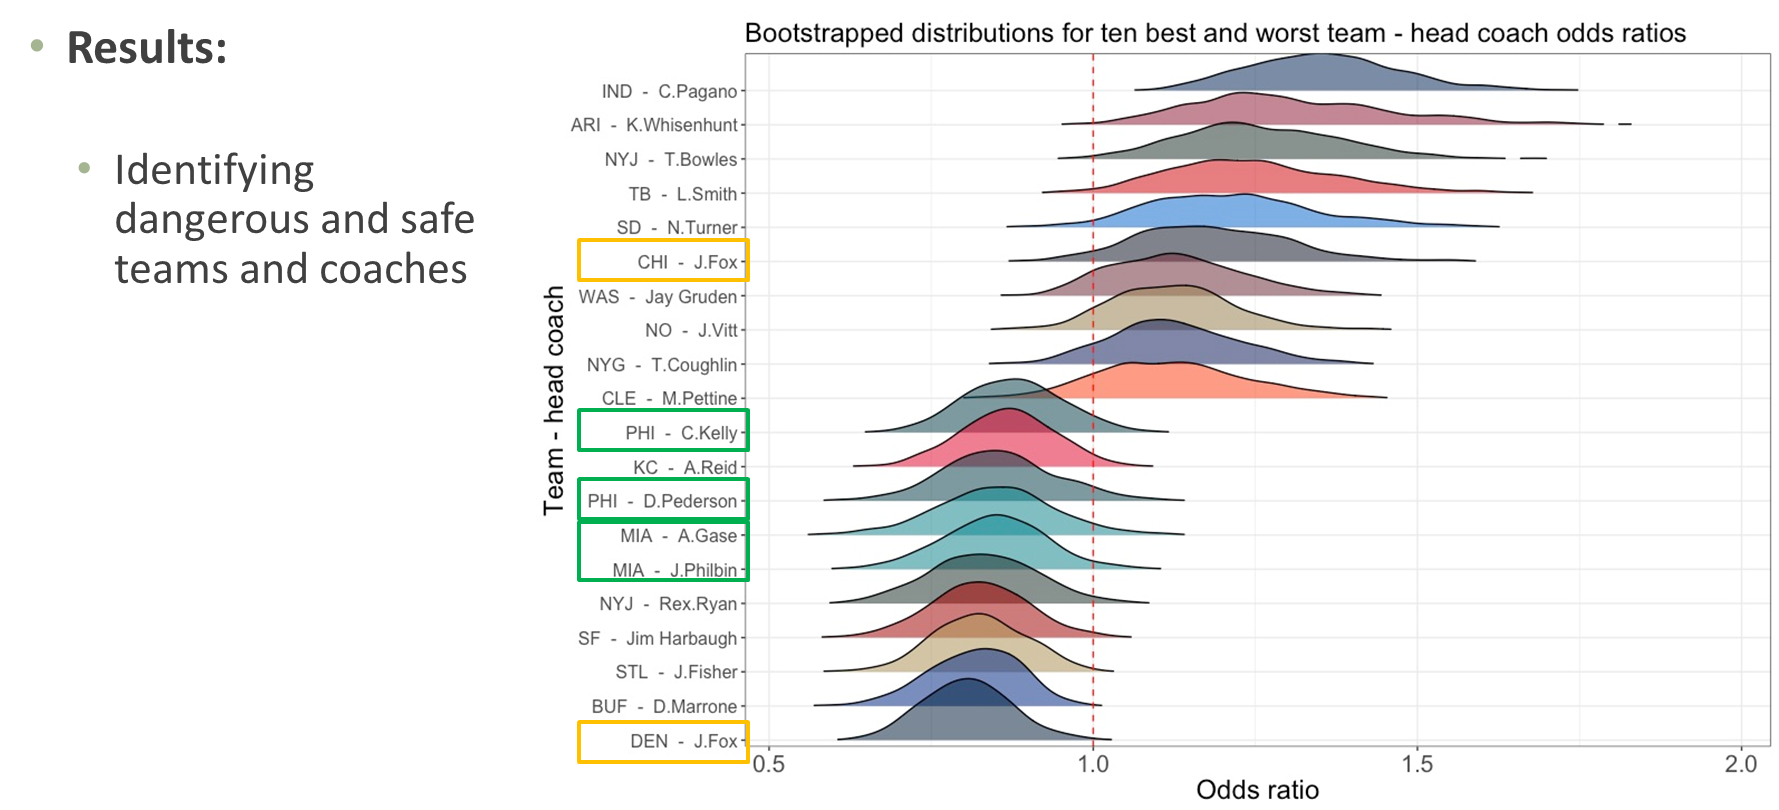 • Results:
• Identifying
dangerous and safe
teams and coaches
Bootstrapped distributions for ten best and worst team - head coach odds ratios
Team - head coach
IND - C.Pagano
ARI - K.Whisenhunt
NYJ - T.Bowles
TB - L.Smith
SD - N.Turner
CHI - J.Fox
WAS - Jay Gruden
NO - J.Vitt
NYG - T.Coughlin
CLE - M.Pettine
PHI - C.Kelly
KC - A.Reid
PHI - D.Pederson
MIA - A.Gase
MIA - J.Philbin
NYJ - Rex.Ryan
SF - Jim Harbaugh
STL - J.Fisher
BUF - D.Marrone
DEN - J.Fox
0.5 1.0 1.5 2.0
Odds ratio